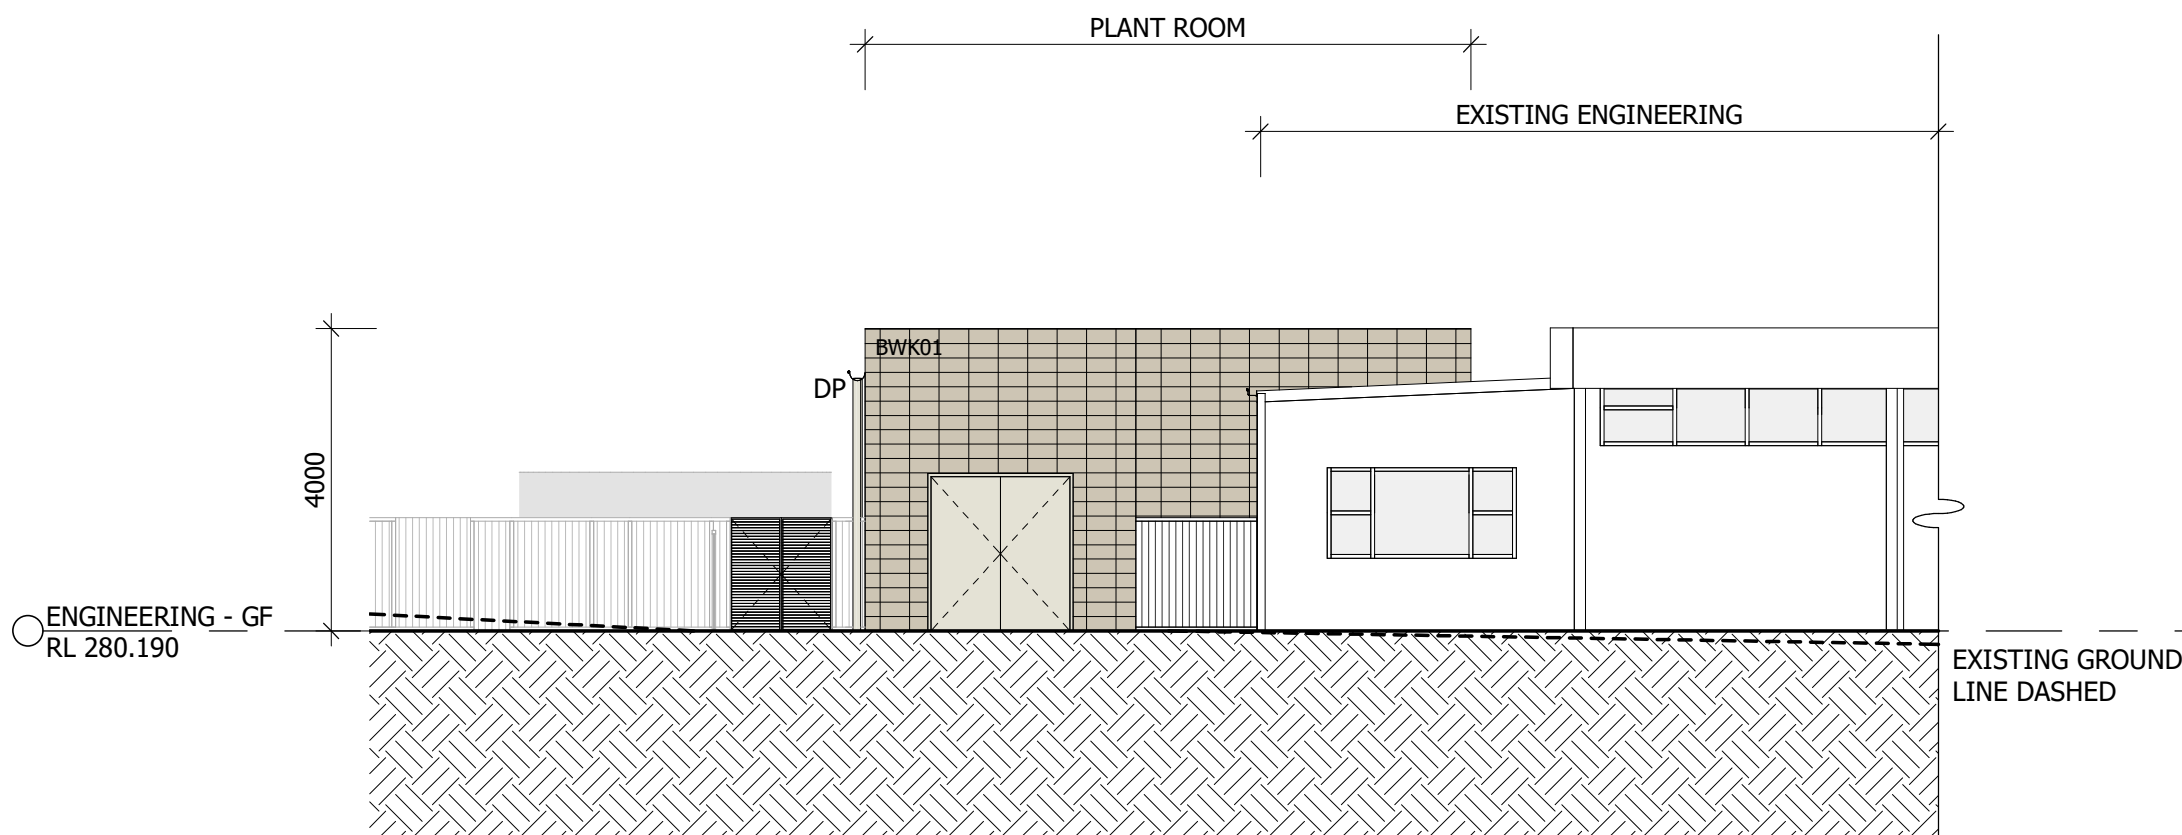 PLANT ROOM
EXISTING ENGINEERING
BWK01
DP
4000
ENGINEERING - GF
RL 280.190
EXISTING GROUND
LINE DASHED